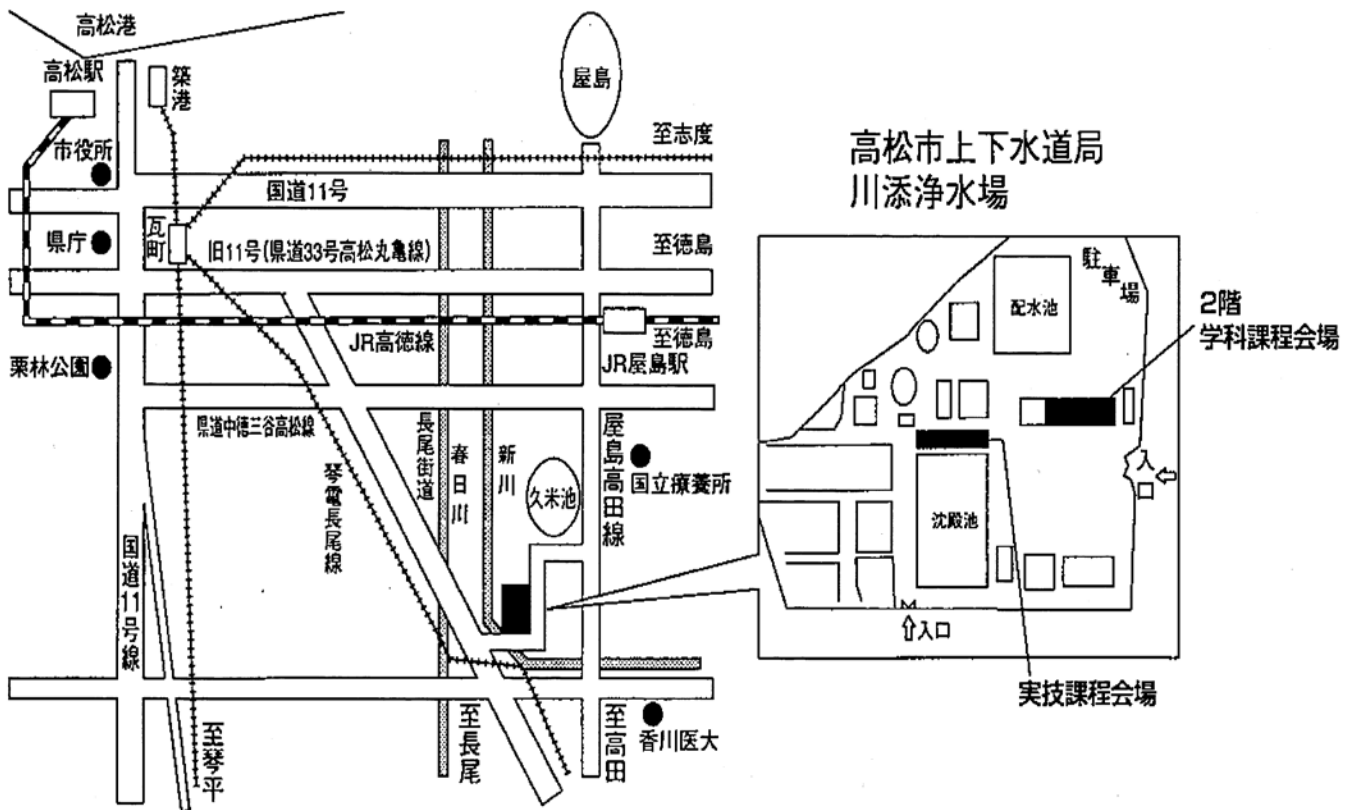 高松港
高松駅
築港
屋島
市役所
至志度
国道11号
瓦町
県庁
旧11号(県道33号高松丸亀線)
至徳島
JR高徳線
至徳島
JR屋島駅
栗林公園
県道中徳三谷高松線
長尾街道
春日川
新川
屋島高田線
国立療養所
久米池
琴電長尾線
国道11号線
至琴平
至長尾
至高田
香川医大
高松市上下水道局
川添浄水場
駐車場
配水池
2階
学科課程会場
入
沈殿池
入口
実技課程会場